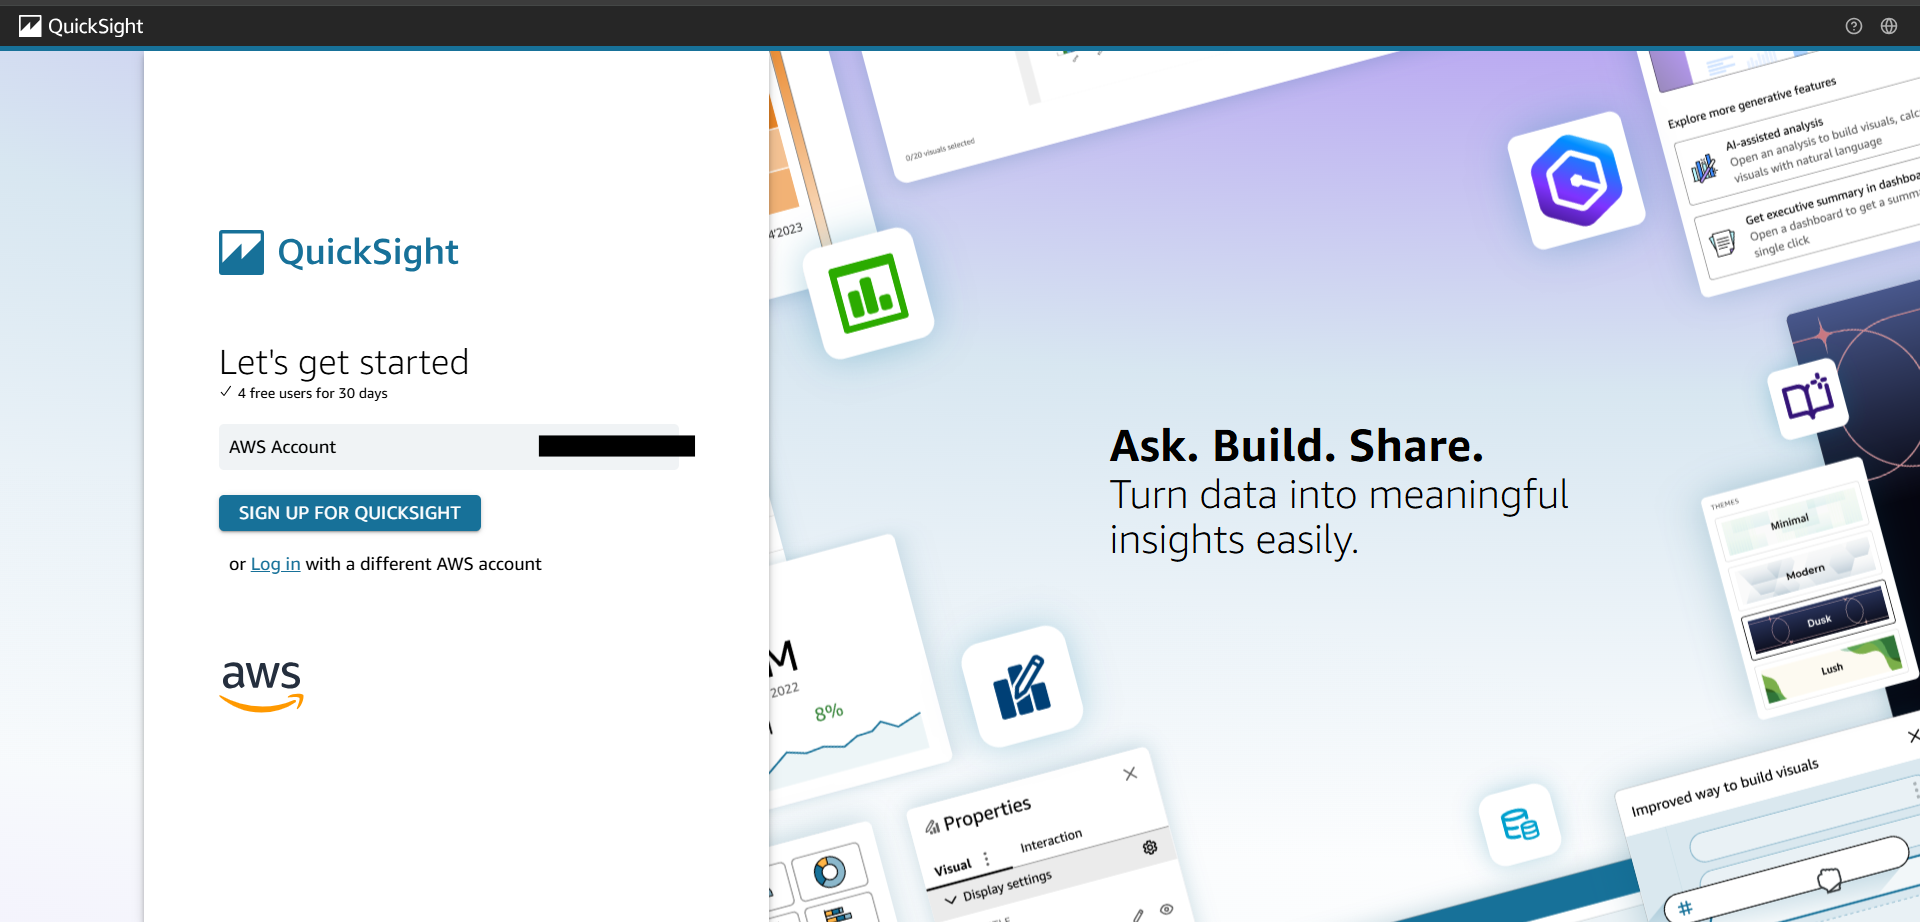 QuickSight
QuickSight
Let's get started
4 free users for 30 days
AWS Account
SIGN UP FOR QUICKSIGHT
or Log in with a different AWS account
aws
0/20 visuals selected
4'2023
Explore more generative features
AI-assisted analysis
Open an analysis to build visuals, calc
visuals with natural language
Get executive summary in dashboa
Open a dashboard to get a summ
single click
Ask. Build. Share.
Turn data into meaningful
insights easily.
THEMES
Minimal
Modern
Dusk
Lush
M
2022
8%
Properties
Visual
Interaction
Display settings
Improved way to build visuals
#